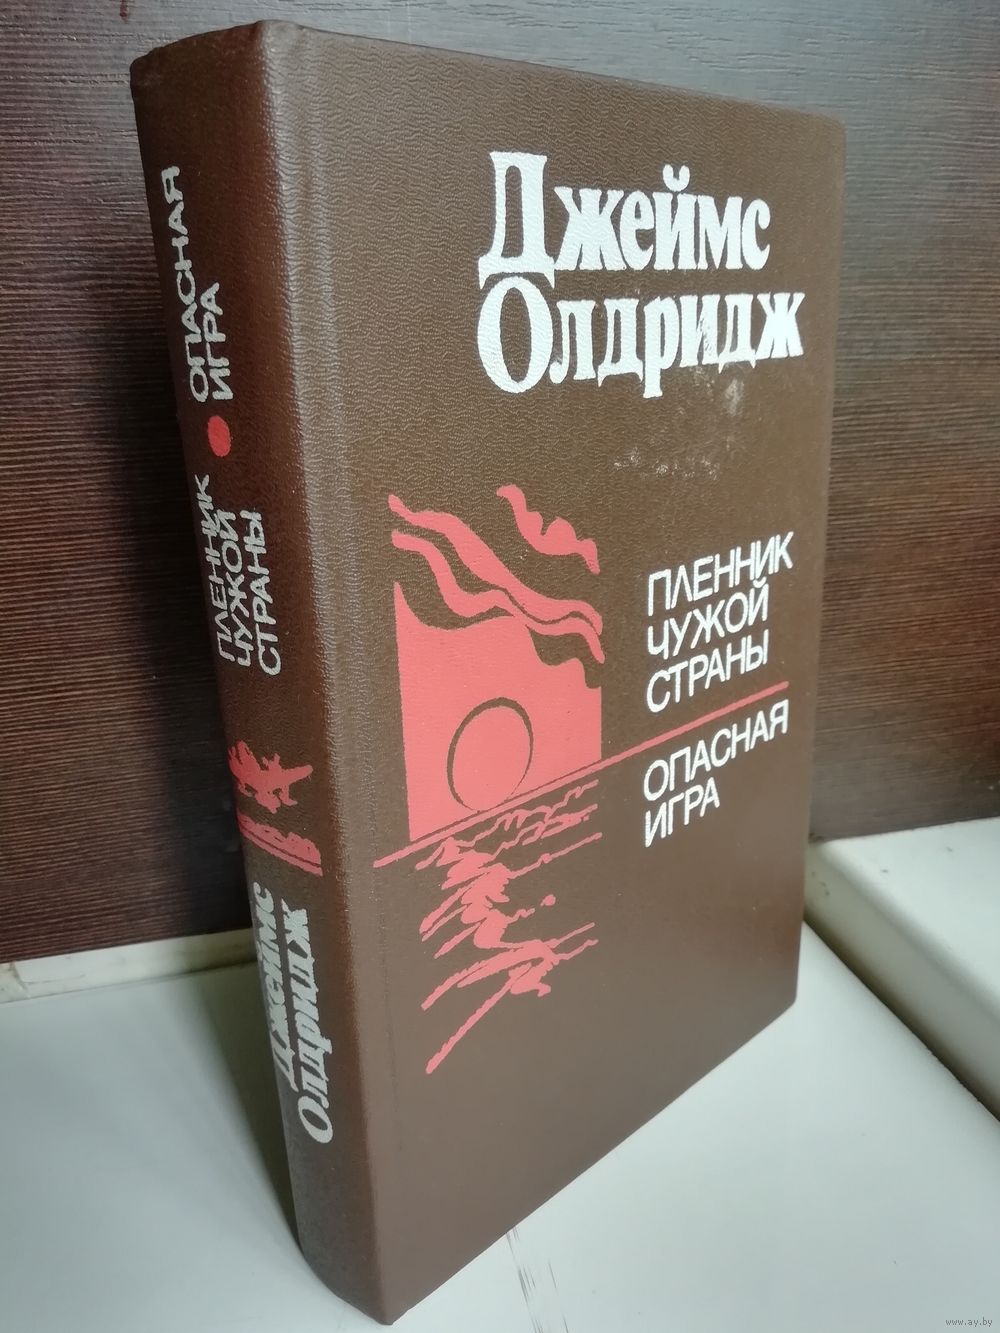 Джеймс
Олдридж
ПЛЕННИК
ЧУЖОЙ
СТРАНЫ
ОПАСНАЯ
ИГРА
Джеймс
Олдридж
ПЛЕННИК
ЧУЖОЙ
СТРАНЫ
ОПАСНАЯ
ИГРА
www.ay.by